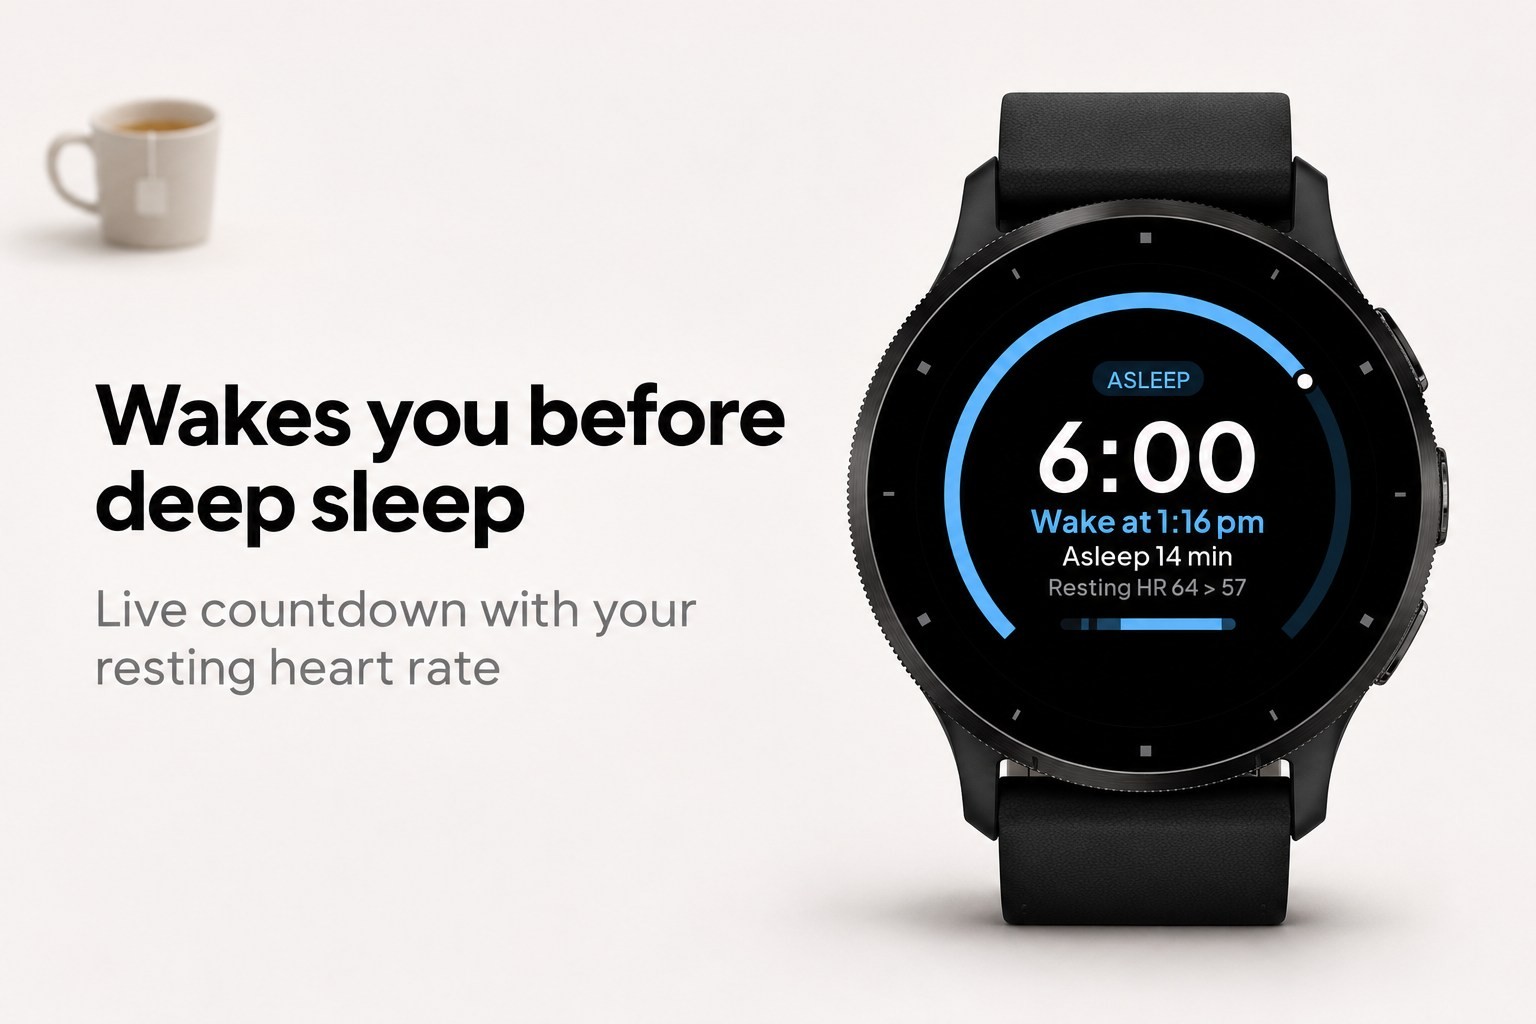 Wakes you before
deep sleep
Live countdown with your
resting heart rate
ASLEEP
6:00
Wake at 1:16 pm
Asleep 14 min
Resting HR 64 > 57